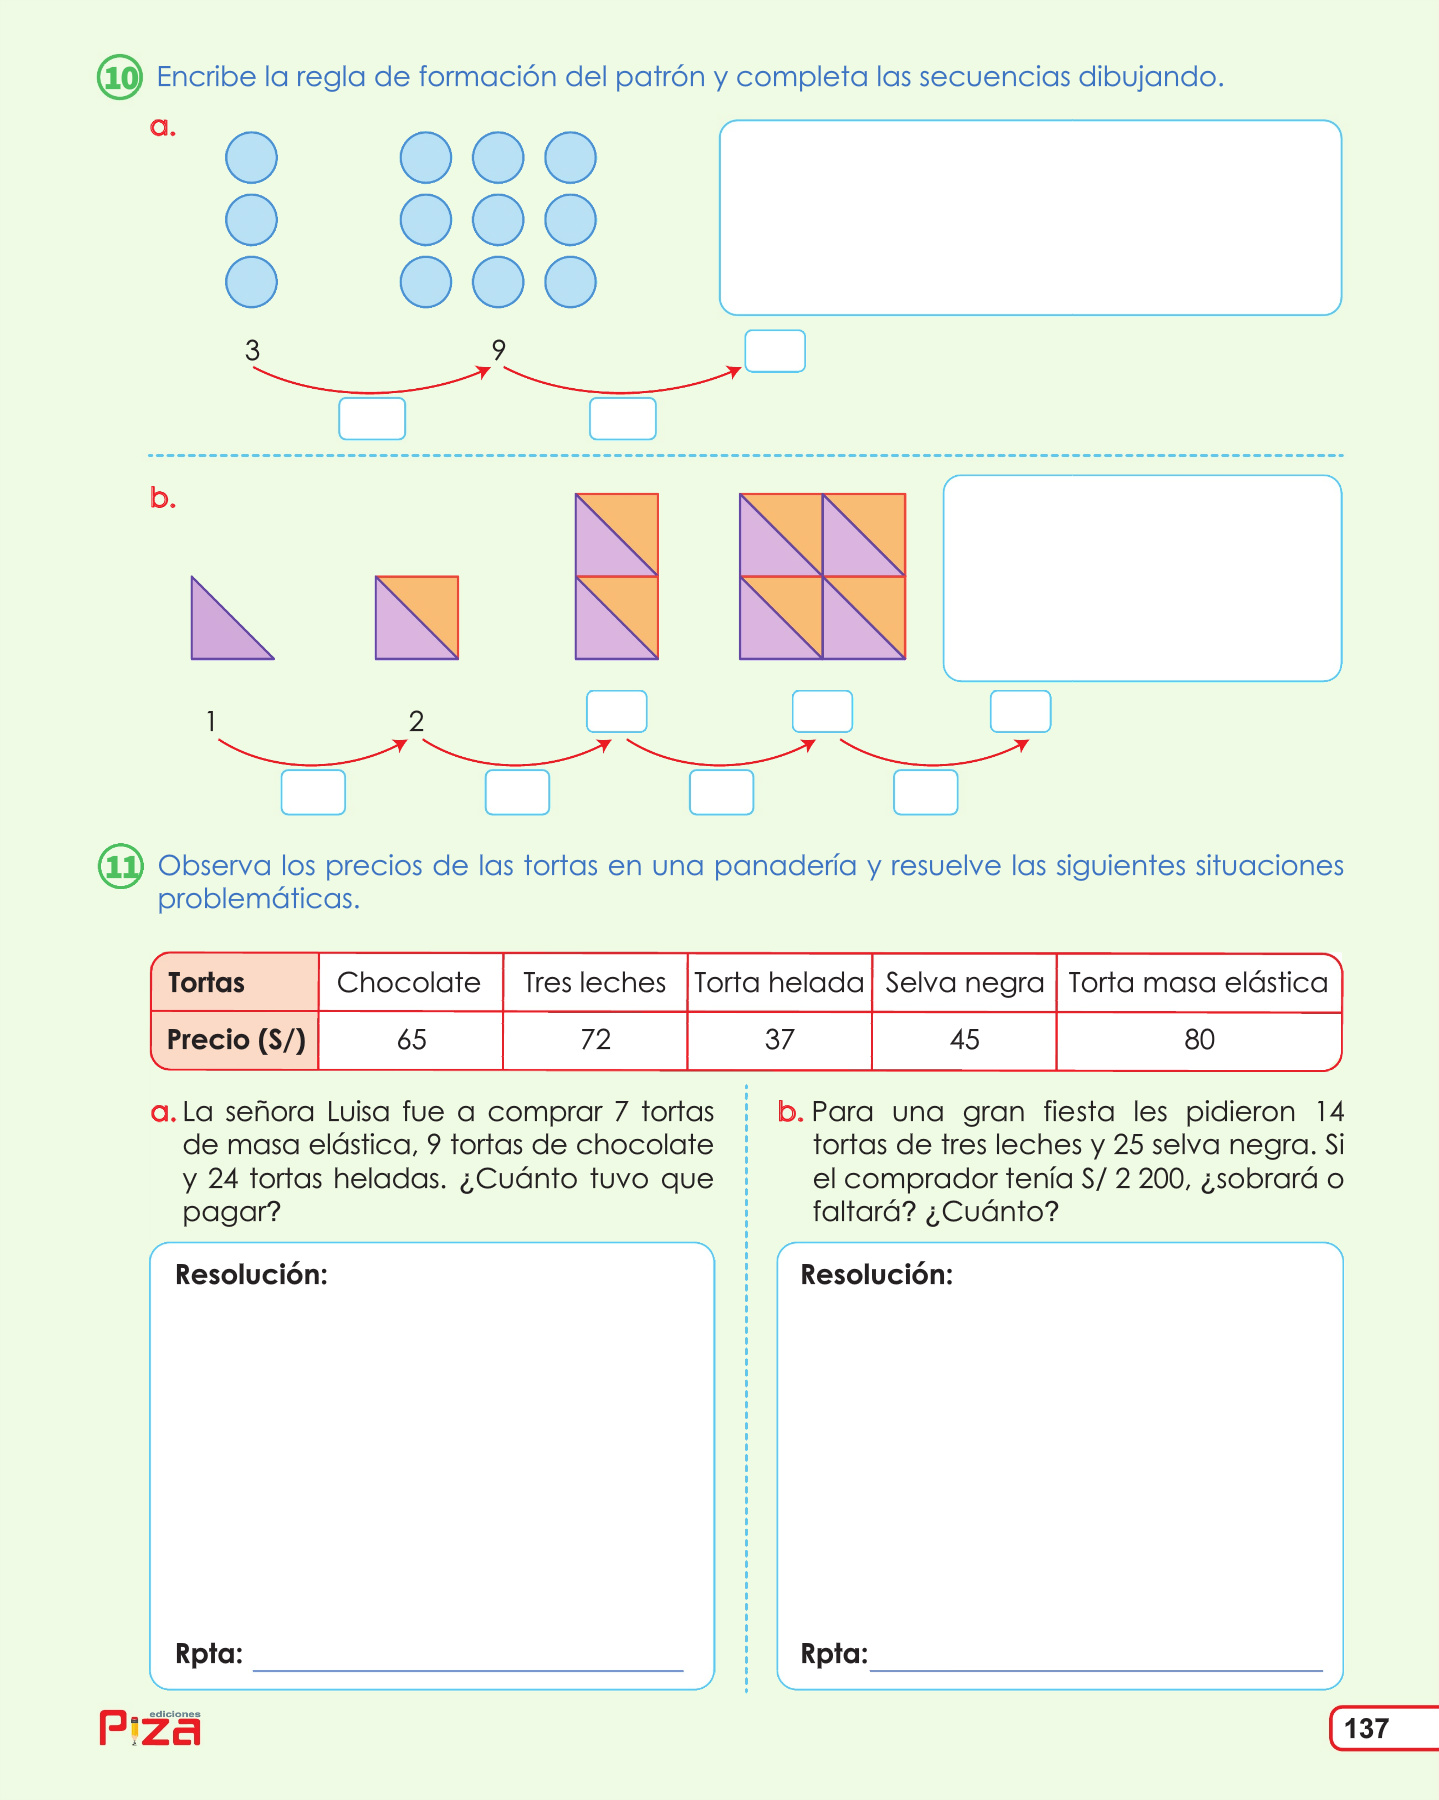 10 Encribe la regla de formación del patrón y completa las secuencias dibujando.
a.
3 9
b.
1 2
11 Observa los precios de las tortas en una panadería y resuelve las siguientes situaciones
problemáticas.
Tortas Chocolate Tres leches Torta helada Selva negra Torta masa elástica
Precio (S/) 65 72 37 45 80
a. La señora Luisa fue a comprar 7 tortas
de masa elástica, 9 tortas de chocolate
y 24 tortas heladas. ¿Cuánto tuvo que
pagar?
Resolución:
Rpta:
b. Para una gran fiesta les pidieron 14
tortas de tres leches y 25 selva negra. Si
el comprador tenía S/ 2 200, ¿sobrará o
faltará? ¿Cuánto?
Resolución:
Rpta:
ediciones
Piza
137